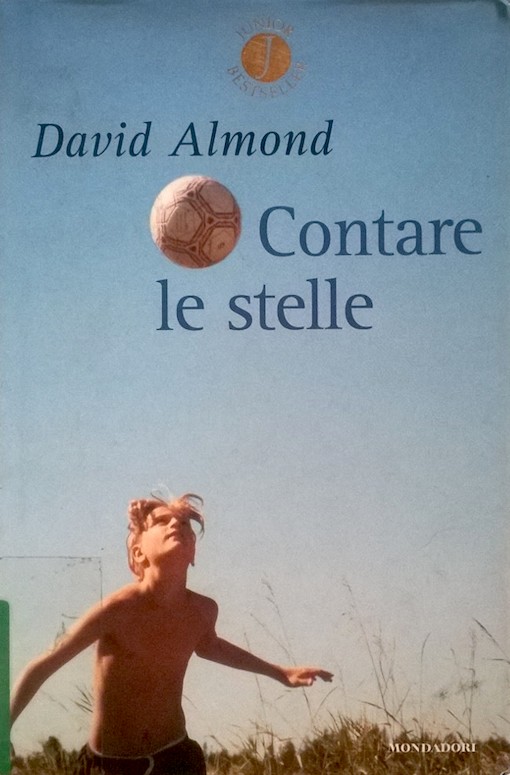 JUNIOR
J
BESTSELLER
David Almond
Contare
le stelle
MONDADORI